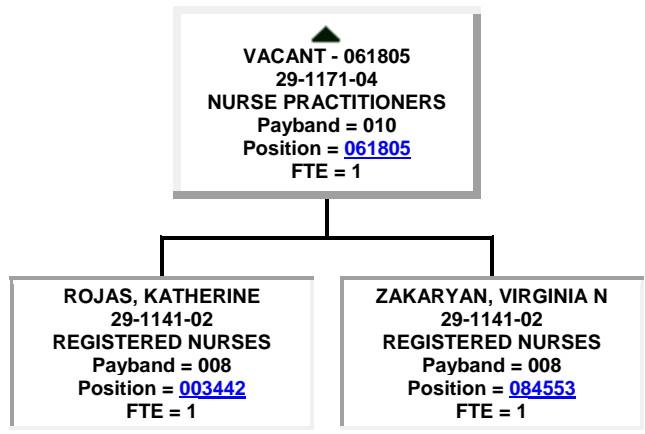 VACANT - 061805
29-1171-04
NURSE PRACTITIONERS
Payband = 010
Position = 061805
FTE = 1
ROJAS, KATHERINE
29-1141-02
REGISTERED NURSES
Payband = 008
Position = 003442
FTE = 1
ZAKARYAN, VIRGINIA N
29-1141-02
REGISTERED NURSES
Payband = 008
Position = 084553
FTE = 1